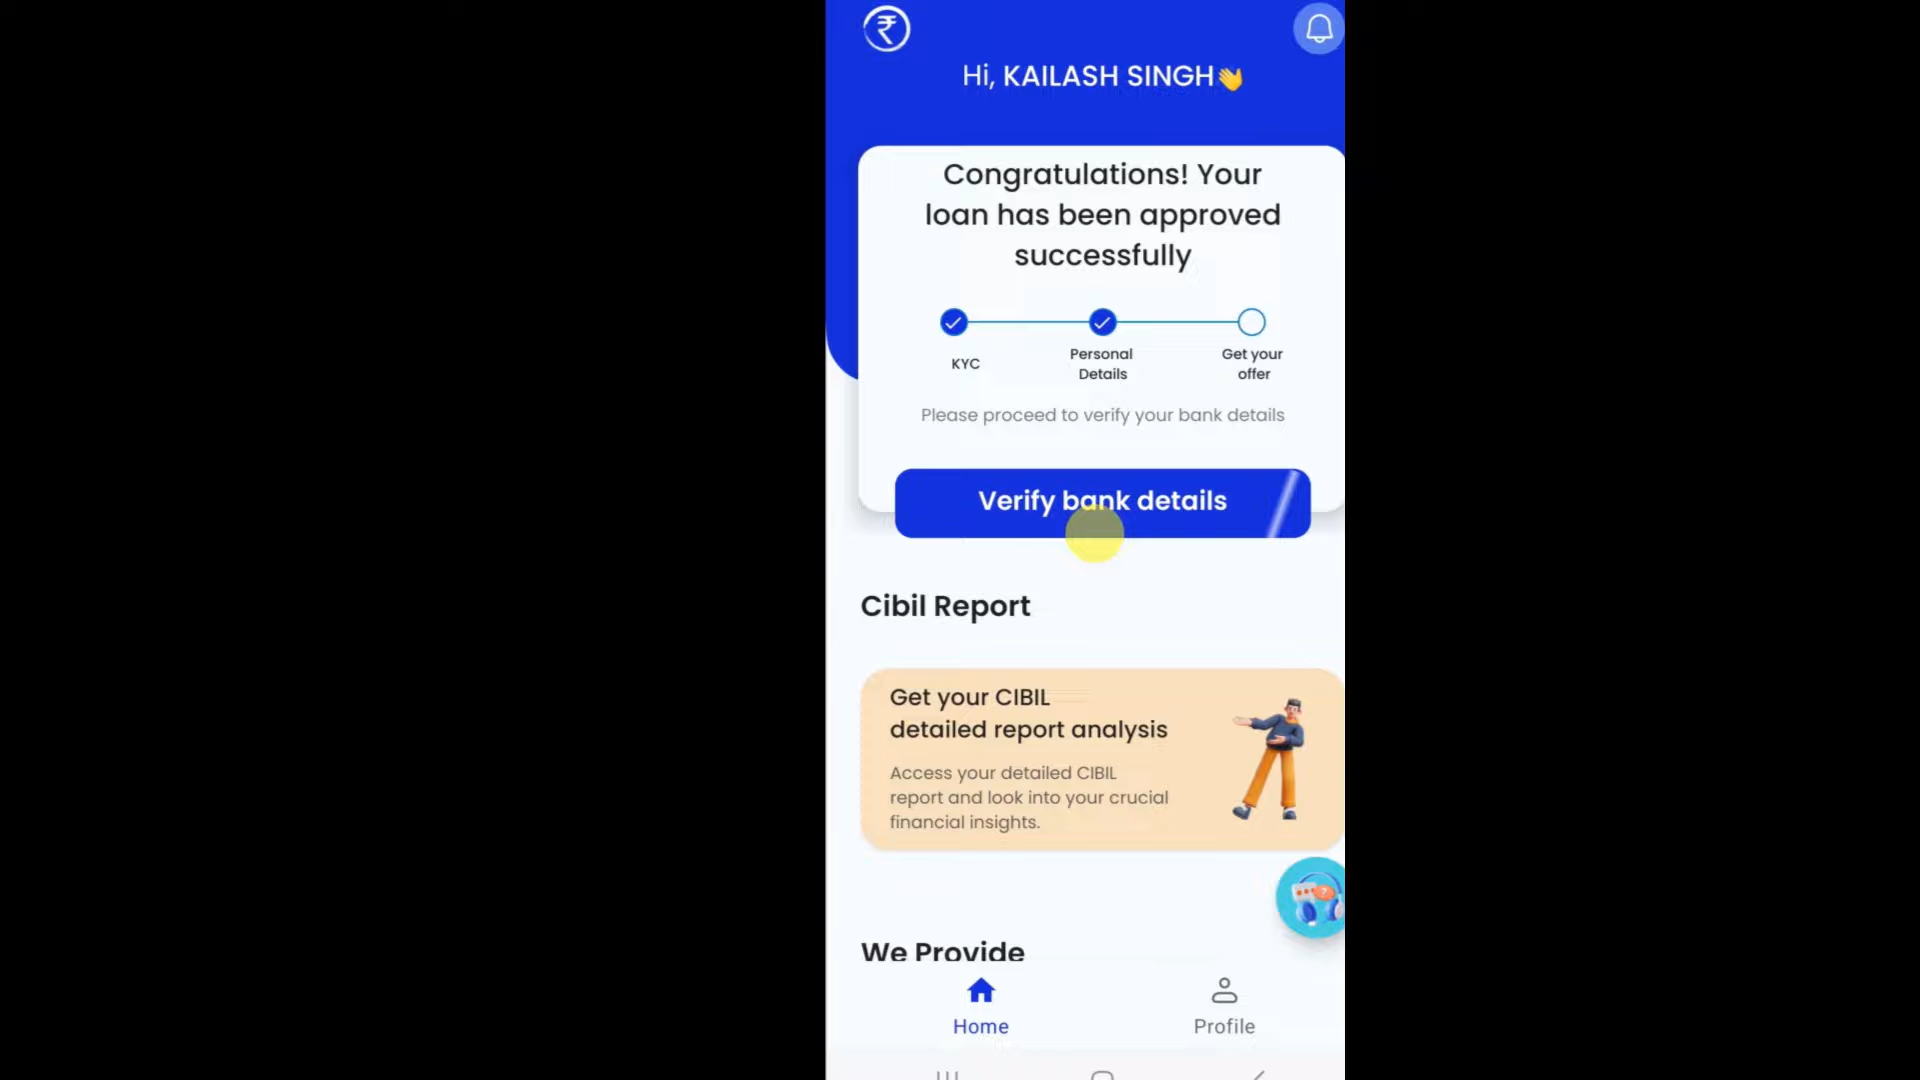 Hi, KAILASH SINGH👋
Congratulations! Your
loan has been approved
successfully
KYC
Personal
Details
Get your
offer
Please proceed to verify your bank details
Verify bank details
Cibil Report
Get your CIBIL
detailed report analysis
Access your detailed CIBIL
report and look into your crucial
financial insights.
We Provide
Home
Profile